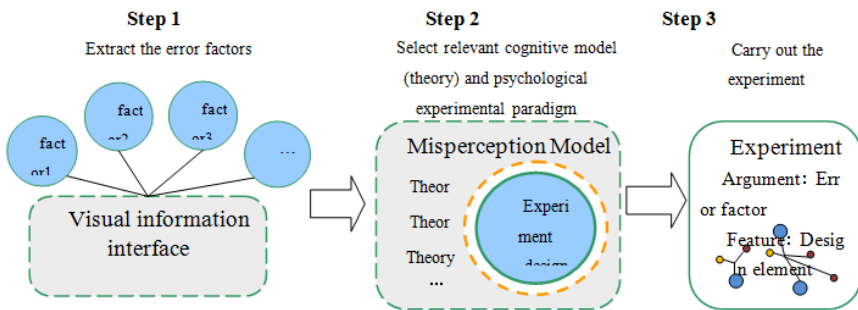 Step 1
Extract the error factors
fact
or1
fact
or2
fact
or3
...
Visual information
interface
Step 2
Select relevant cognitive model
(theory) and psychological
experimental paradigm
Misperception Model
Theor
Theor
Theory
...
Experi
ment
design
Step 3
Carry out the
experiment
Experiment
Argument: Err
or factor
Feature: Desig
n element